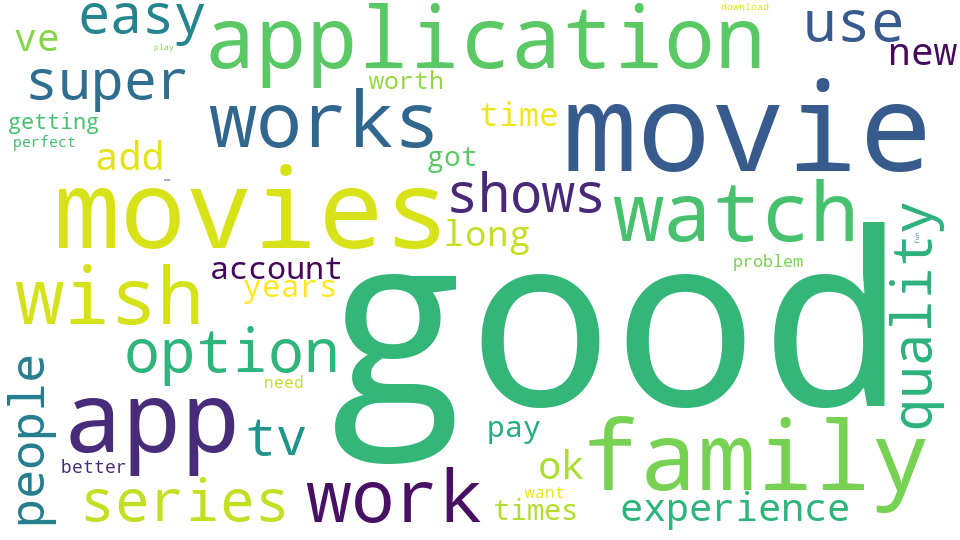 easy
application
download
use
ve
play
new
super
worth
works
movie
getting
time
perfect
add
got
movies
shows
watch
long
quality
fun
account
problem
wish
years
good
option
people
need
app
tv
pay
family
better
ok
series
work
want
times
experience